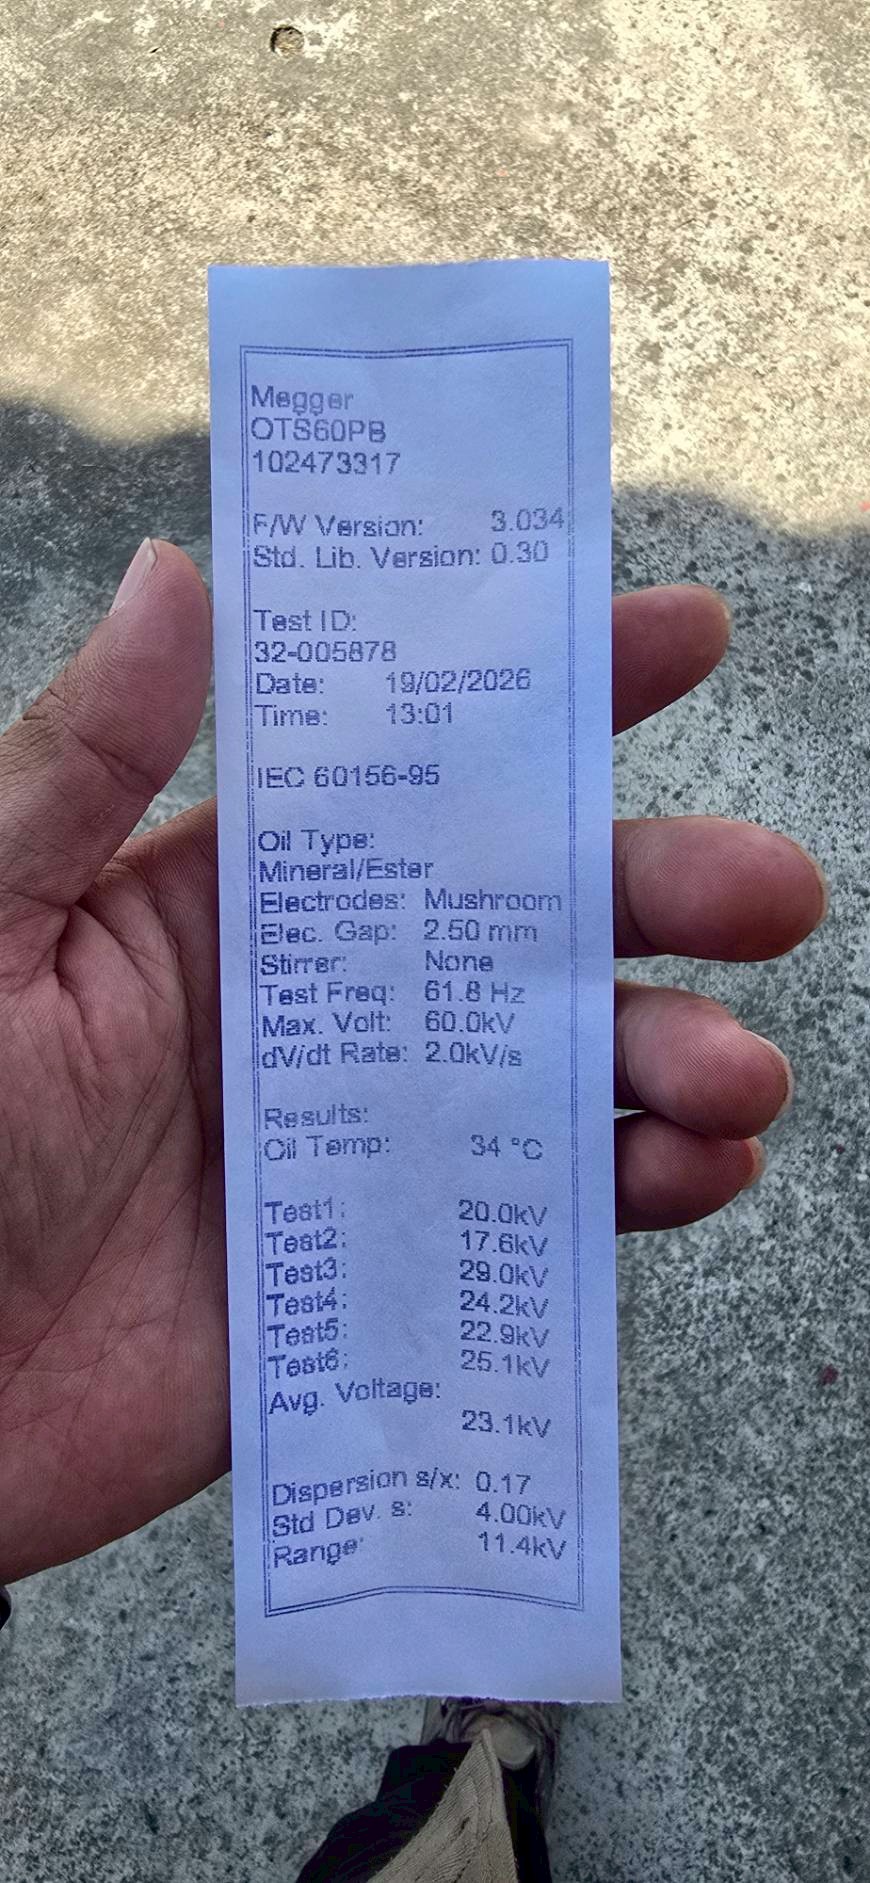 Megger
OTS60PB
102473317
F/W Version: 3.034
Std. Lib. Version: 0.30
Test ID:
32-005878
Date: 19/02/2026
Time: 13:01
IEC 60156-95
Oil Type:
Mineral/Ester
Electrodes: Mushroom
Elec. Gap: 2.50 mm
Stirrer: None
Test Freq: 61.8 Hz
Max. Volt: 60.0kV
dV/dt Rate: 2.0kV/s
Results:
Oil Temp: 34 °C
Test1: 20.0kV
Test2: 17.6kV
Test3: 29.0kV
Test4: 24.2kV
Test5: 22.9kV
Test6: 25.1kV
Avg. Voltage:
23.1kV
Dispersion s/x: 0.17
Std Dev. s: 4.00kV
Range: 11.4kV